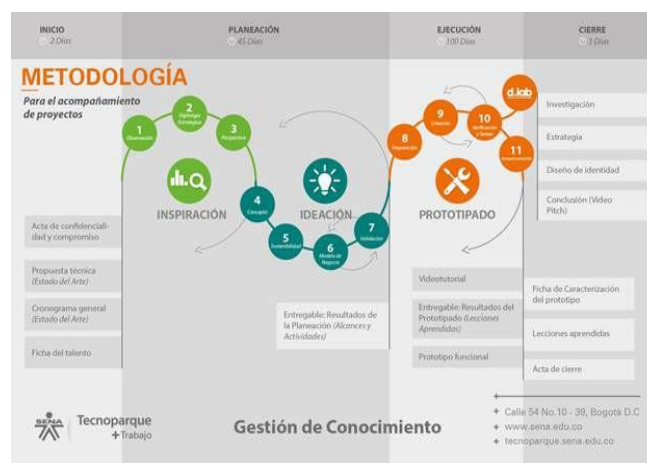 INICIO
2 Días
PLANEACIÓN
45 Días
EJECUCIÓN
100 Días
CIERRE
3 Días
METODOLOGÍA
Para el acompañamiento
de proyectos
1
Observación
2
Vigilancia
Estratégica
3
Prospectiva
INSPIRACIÓN
4
Concepto
5
Sostenibilidad
6
Modelo de
Negocio
7
Validación
IDEACIÓN
8
9
Creación
10
11
PROTOTIPADO
d.lab
Investigación
Estrategia
Diseño de identidad
Conclusión (Video
Pitch)
Acta de confidenciali-
dad y compromiso
Propuesta técnica
(Estado del Arte)
Cronograma general
(Estado del Arte)
Ficha del talento
Entregable: Resultados de
la Planeación (Alcances y
Actividades)
Videotutorial
Entregable: Resultados del
Prototipado (Lecciones
Aprendidas)
Prototipo funcional
Ficha de Caracterización
del prototipo
Lecciones aprendidas
Acta de cierre
SENA
Tecnoparque
+Trabajo
Gestión de Conocimiento
+ Calle 54 No.10 - 39, Bogotá D.C
+ www.sena.edu.co
+ tecnoparque.sena.edu.co